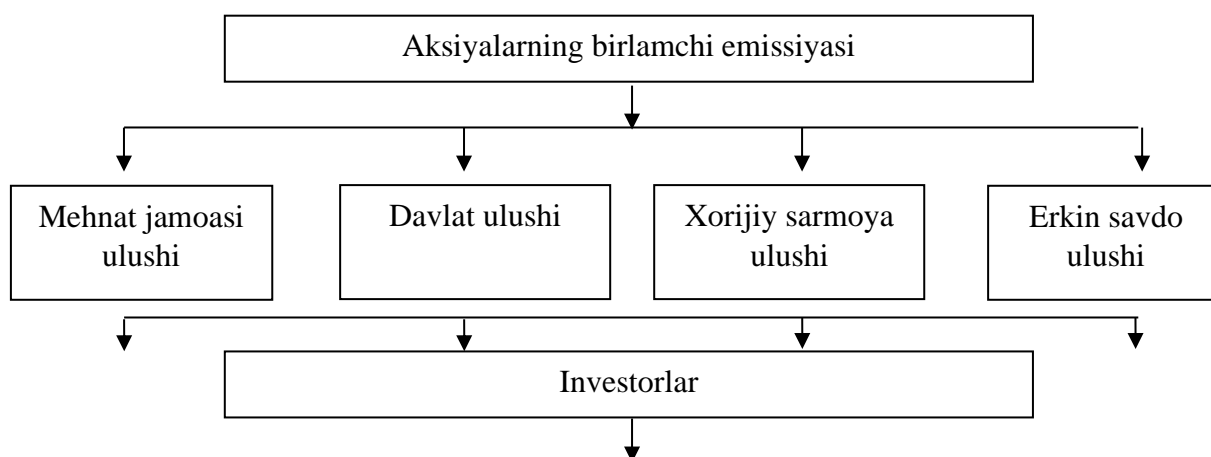 Aksiyalarning birlamchi emissiyasi
Mehnat jamoasi
ulushi
Davlat ulushi
Xorijiy sarmoya
ulushi
Erkin savdo
ulushi
Investorlar